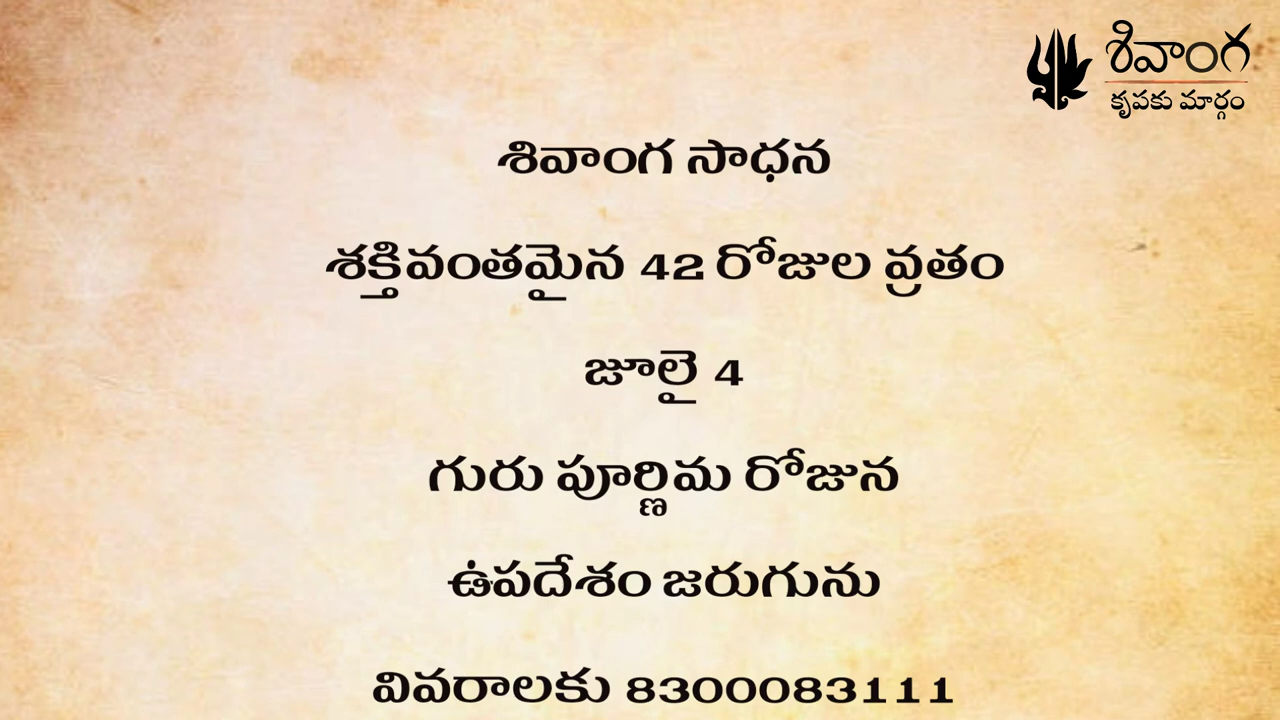 శివాంగ
కృపకు మార్గం
శివాంగ సాధన
శక్తివంతమైన 42 రోజుల వ్రతం
జూలై 4
గురు పూర్ణిమ రోజున
ఉపదేశం జరుగును
వివరాలకు 8300083111